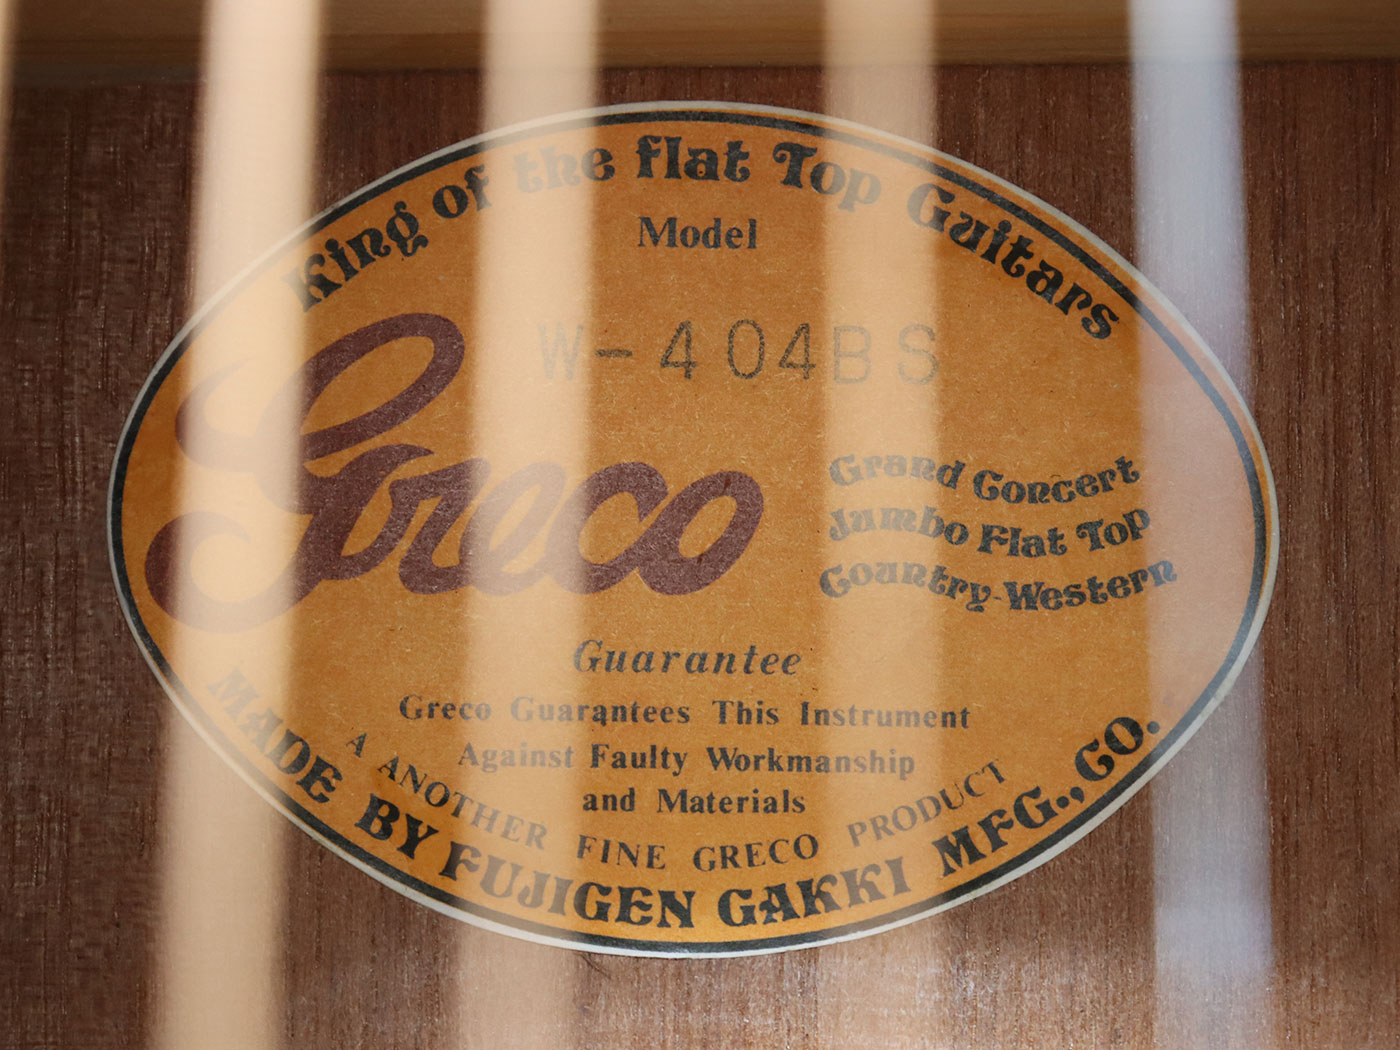 King of the flat Top Guitars
Model
W-404BS
Greco
Grand Concert
Jumbo Flat Top
Country-Western
Guarantee
Greco Guarantees This Instrument
Against Faulty Workmanship
and Materials
A ANOTHER FINE GRECO PRODUCT
MADE BY FUJIGEN GAKKI MFG., CO.